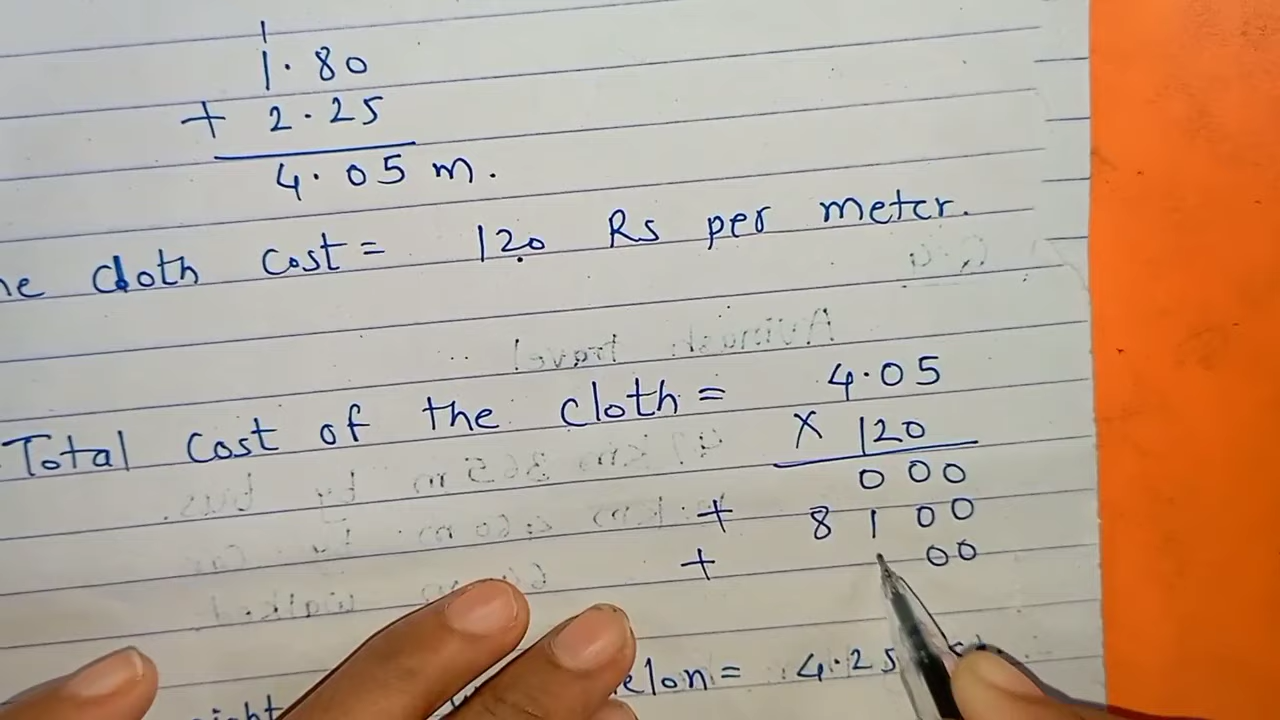 1
1.80
+ 2.25
4.05 m.
cloth cost = 120 Rs per meter.
Total cost of the cloth = 4.05
X 120
000
+ 8100
+ 00
elon = 4.25